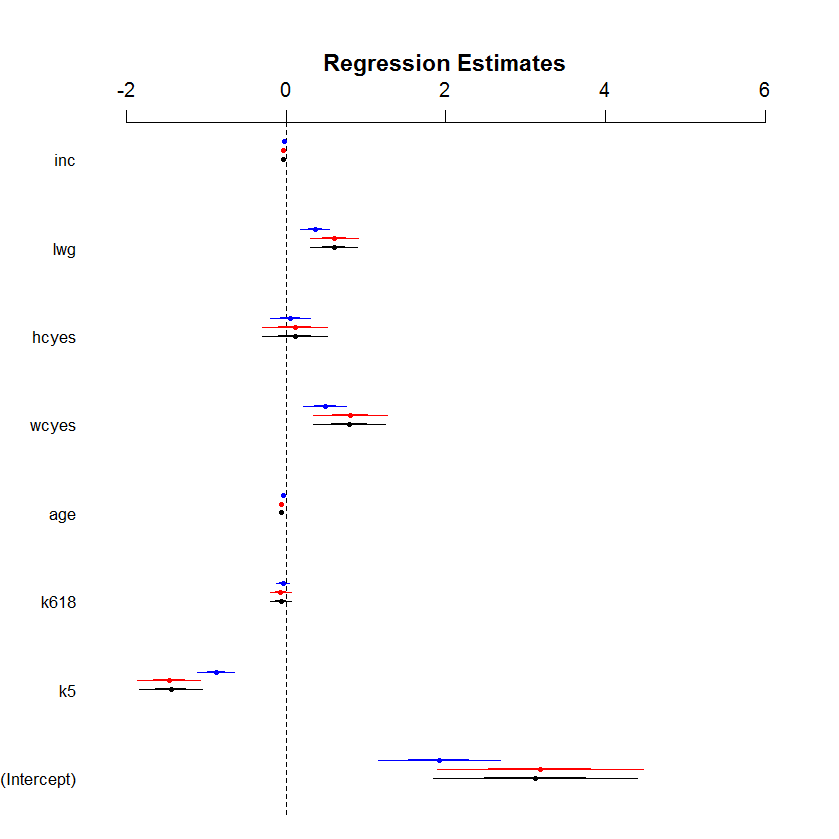 Regression Estimates
-2 0 2 4 6
inc
lwg
hcyes
wcyes
age
k618
k5
(Intercept)